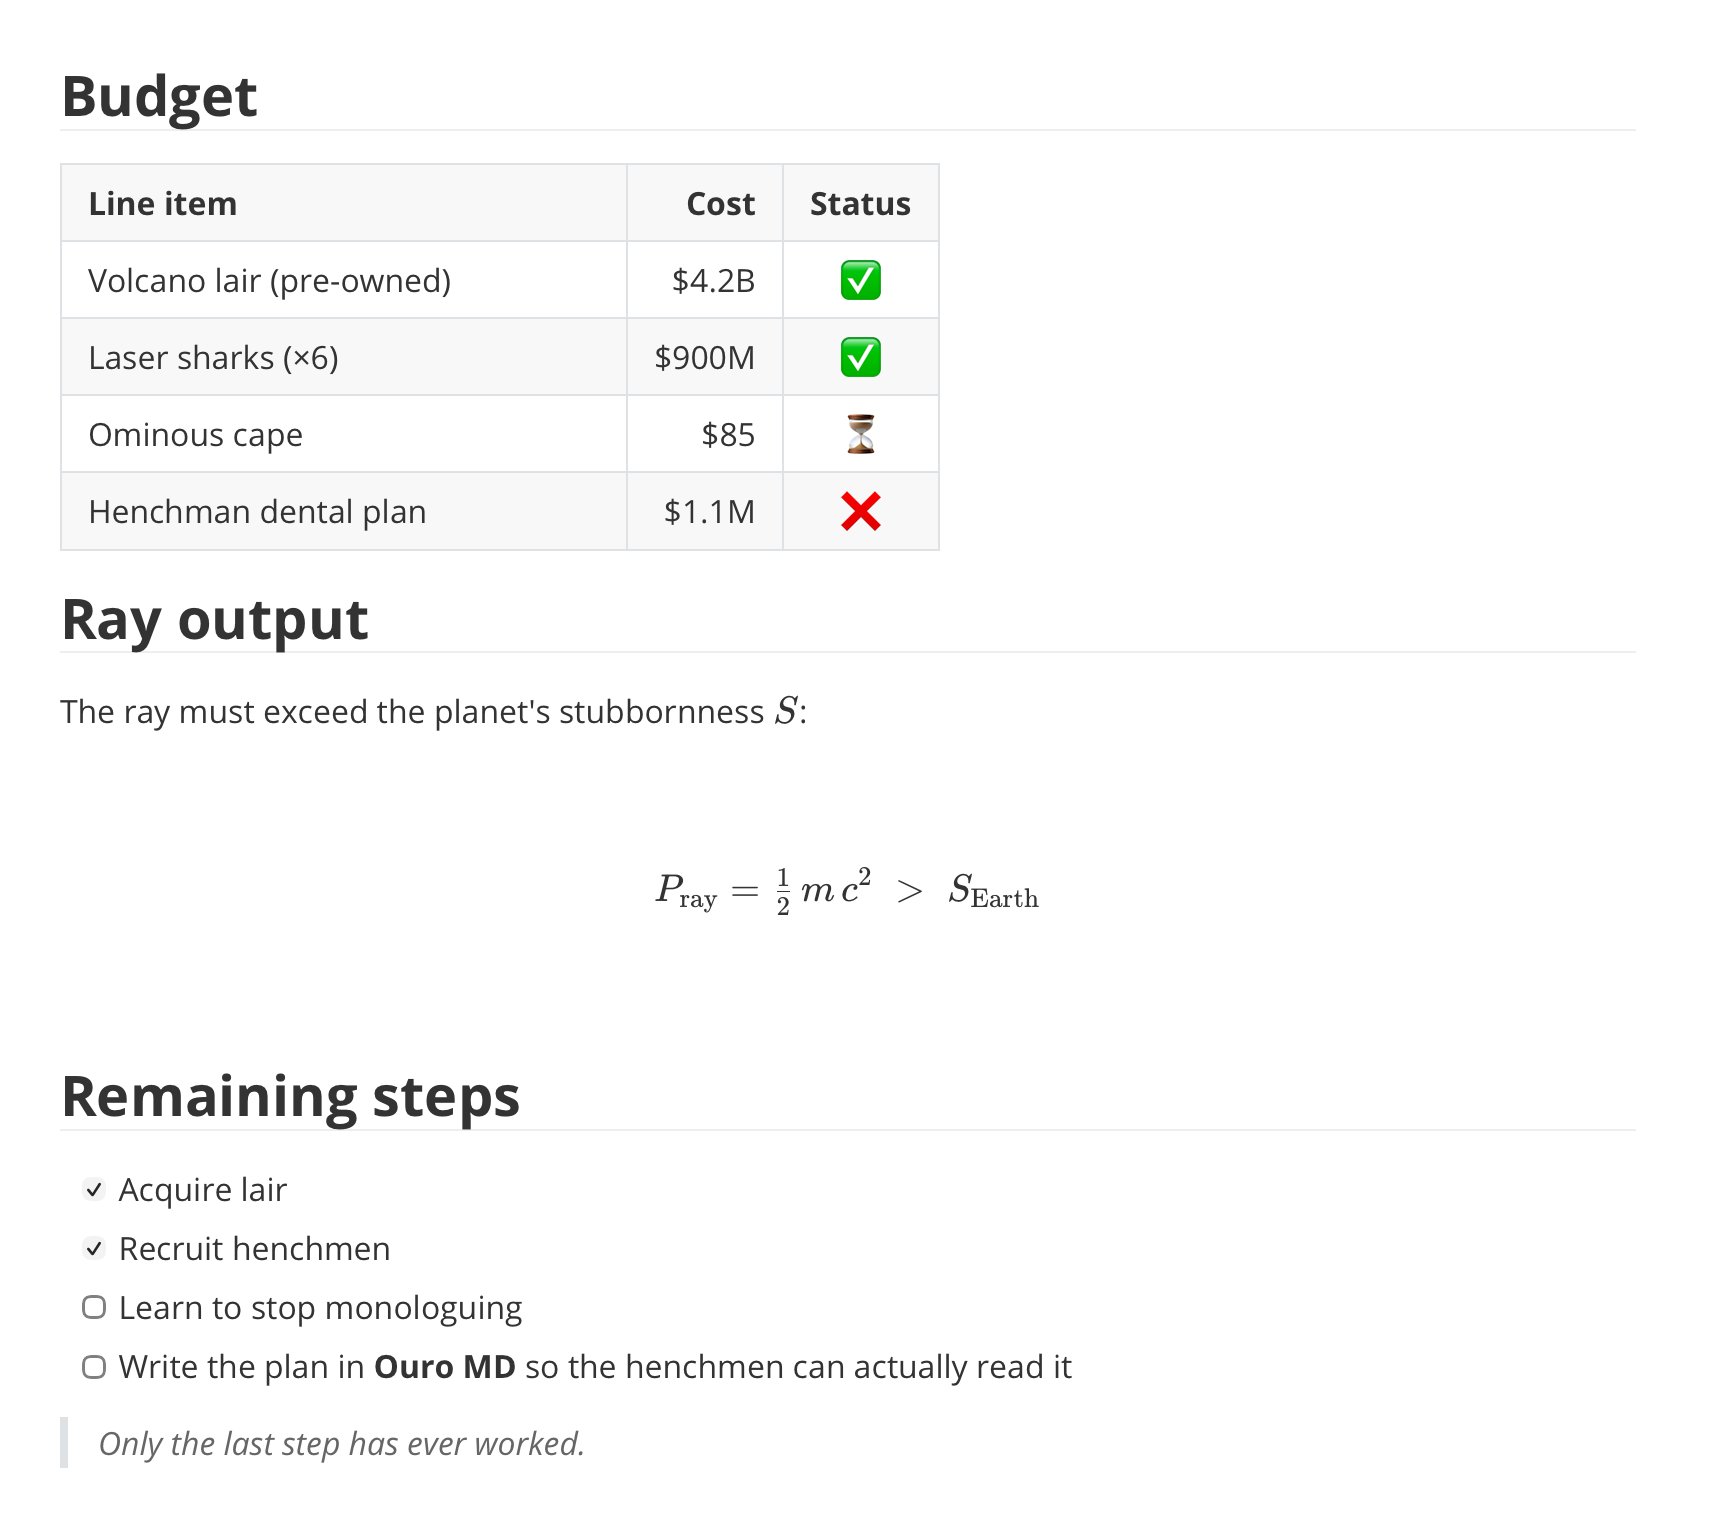 Budget
Line item Cost Status
Volcano lair (pre-owned) $4.2B ✅
Laser sharks (×6) $900M ✅
Ominous cape $85 ⏳
Henchman dental plan $1.1M ❌
Ray output
The ray must exceed the planet's stubbornness S:
P_ray = ½ m c² > S_Earth
Remaining steps
Acquire lair
Recruit henchmen
Learn to stop monologuing
Write the plan in Ouro MD so the henchmen can actually read it
Only the last step has ever worked.